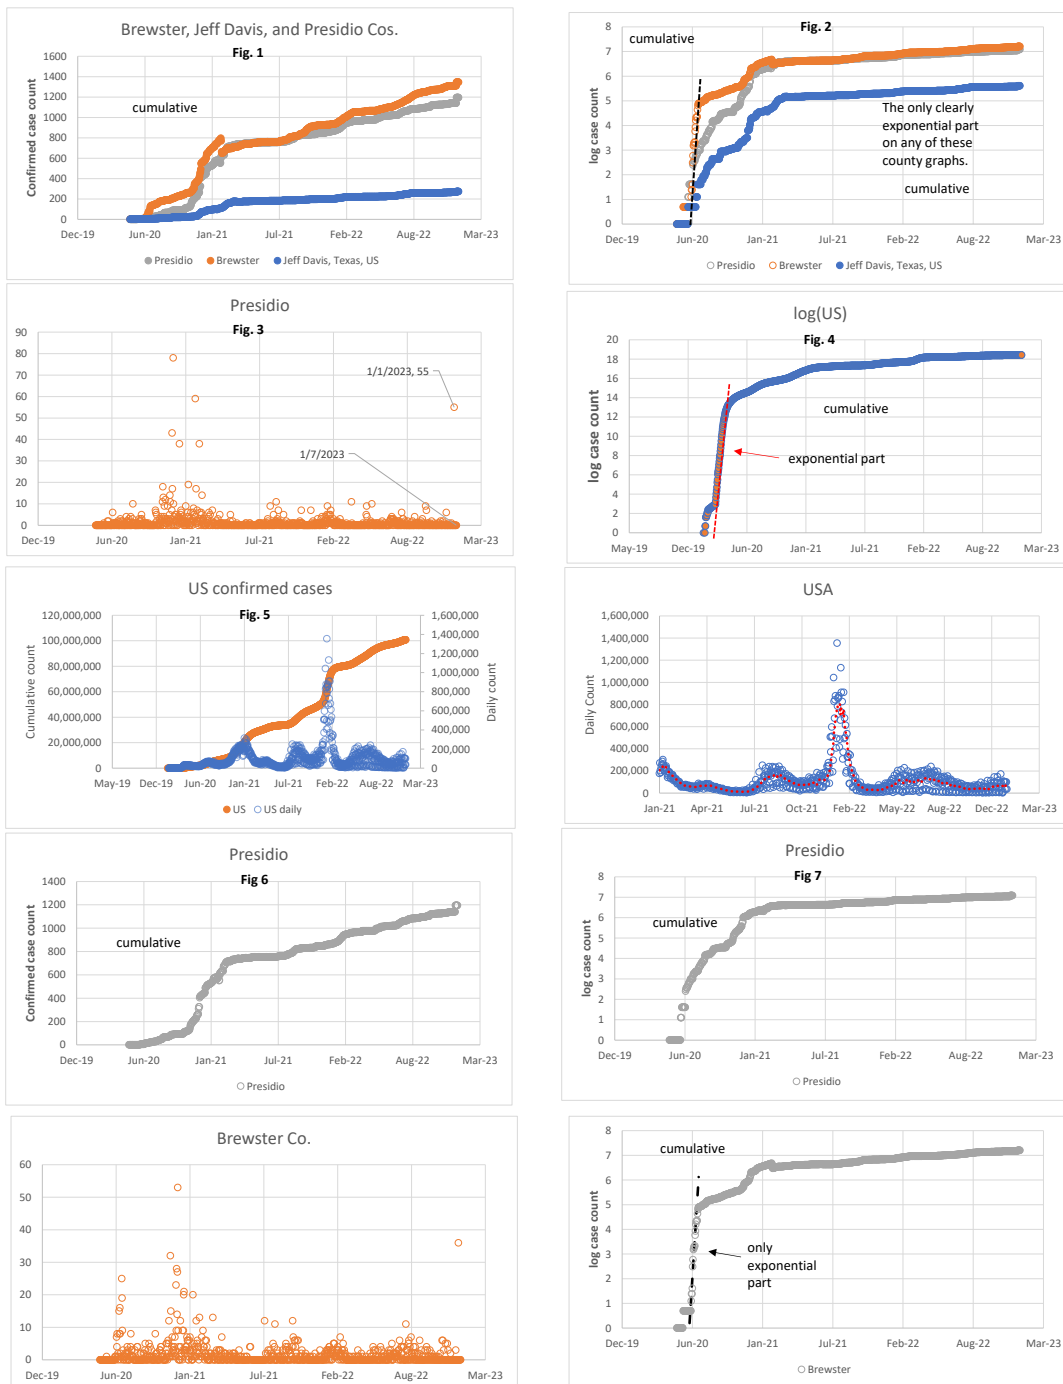 Brewster, Jeff Davis, and Presidio Cos.
Fig. 1
cumulative
Confirmed case count
1600
1400
1200
1000
800
600
400
200
0
Dec-19 Jun-20 Jan-21 Jul-21 Feb-22 Aug-22 Mar-23
Presidio Brewster Jeff Davis, Texas, US
Fig. 2
cumulative
log case count
8
7
6
5
4
3
2
1
0
The only clearly
exponential part
on any of these
county graphs.
cumulative
Dec-19 Jun-20 Jan-21 Jul-21 Feb-22 Aug-22 Mar-23
Presidio Brewster Jeff Davis, Texas, US
Presidio
Fig. 3
90
80
70
60
50
40
30
20
10
0
1/1/2023, 55
1/7/2023
Dec-19 Jun-20 Jan-21 Jul-21 Feb-22 Aug-22 Mar-23
log(US)
Fig. 4
log case count
20
18
16
14
12
10
8
6
4
2
0
cumulative
exponential part
May-19 Dec-19 Jun-20 Jan-21 Jul-21 Feb-22 Aug-22 Mar-23
US confirmed cases
Fig. 5
Cumulative count
120,000,000
100,000,000
80,000,000
60,000,000
40,000,000
20,000,000
0
1,600,000
1,400,000
1,200,000
1,000,000
800,000
600,000
400,000
200,000
0
Daily count
May-19 Dec-19 Jun-20 Jan-21 Jul-21 Feb-22 Aug-22 Mar-23
US US daily
USA
Daily Count
1,600,000
1,400,000
1,200,000
1,000,000
800,000
600,000
400,000
200,000
0
Jan-21 Apr-21 Jul-21 Oct-21 Feb-22 May-22 Aug-22 Dec-22 Mar-23
Presidio
Fig 6
cumulative
Confirmed case count
1400
1200
1000
800
600
400
200
0
Dec-19 Jun-20 Jan-21 Jul-21 Feb-22 Aug-22 Mar-23
Presidio
Presidio
Fig 7
cumulative
log case count
8
7
6
5
4
3
2
1
0
Dec-19 Jun-20 Jan-21 Jul-21 Feb-22 Aug-22 Mar-23
Presidio
Brewster Co.
60
50
40
30
20
10
0
Dec-19 Jun-20 Jan-21 Jul-21 Feb-22 Aug-22 Mar-23
cumulative
log case count
8
7
6
5
4
3
2
1
0
only
exponential
part
Dec-19 Jun-20 Jan-21 Jul-21 Feb-22 Aug-22 Mar-23
Brewster